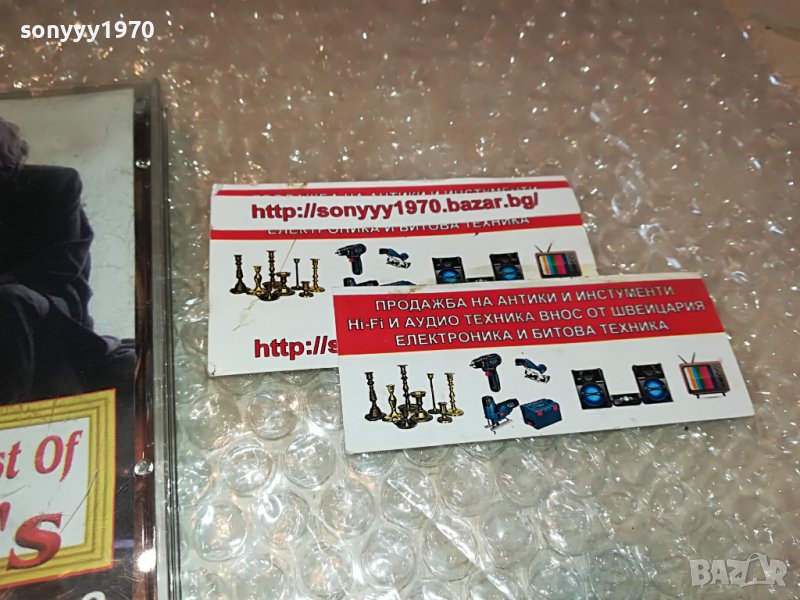 sonyyy1970
http://sonyyy1970.bazar.bg/
ЕЛЕКТРОНИКА И БИТОВА ТЕХНИКА
http://s
ПРОДАЖБА НА АНТИКИ И ИНСТУМЕНТИ
Hi-Fi И АУДИО ТЕХНИКА ВНОС ОТ ШВЕЙЦАРИЯ
ЕЛЕКТРОНИКА И БИТОВА ТЕХНИКА
st Of
's
BAZAR